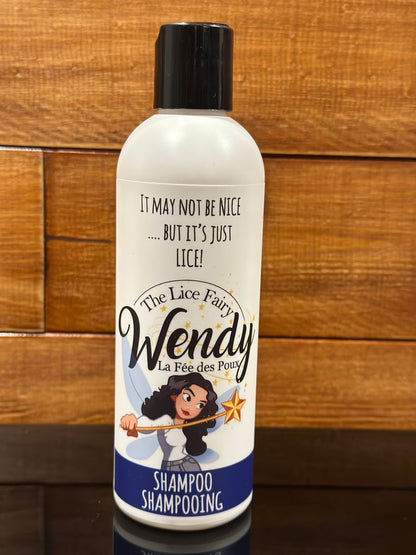 IT MAY NOT BE NICE
.... BUT IT'S JUST
LICE!
The Lice Fairy
Wendy
La Fée des Poux
SHAMPOO
SHAMPOOING